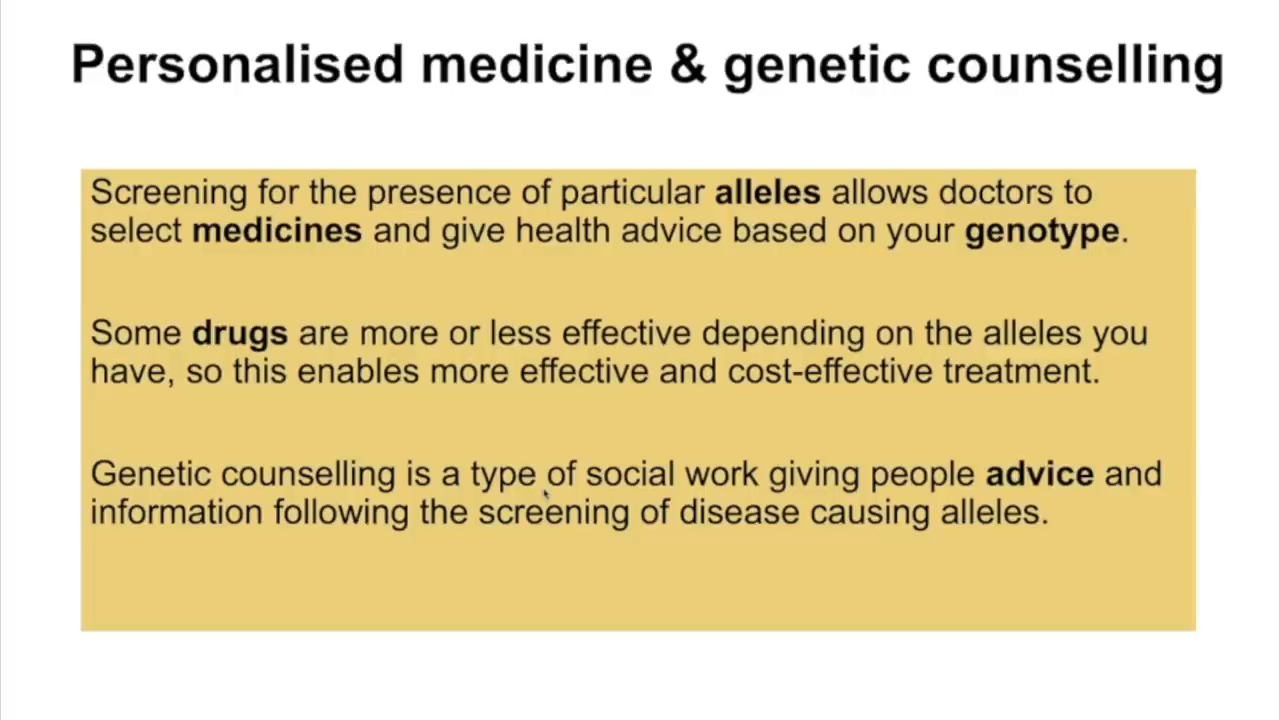 Personalised medicine & genetic counselling
Screening for the presence of particular alleles allows doctors to
select medicines and give health advice based on your genotype.
Some drugs are more or less effective depending on the alleles you
have, so this enables more effective and cost-effective treatment.
Genetic counselling is a type of social work giving people advice and
information following the screening of disease causing alleles.